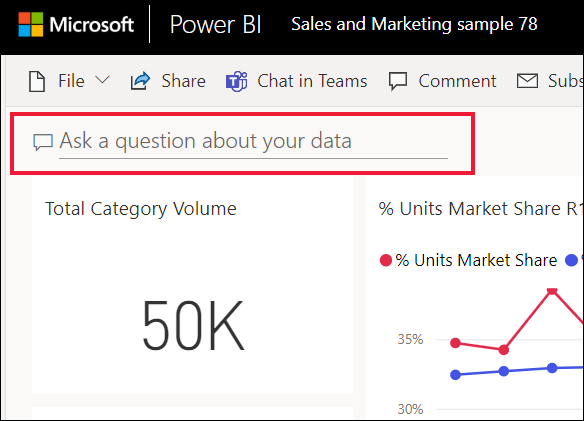 Microsoft Power BI Sales and Marketing sample 78
File Share Chat in Teams Comment Subs
Ask a question about your data
Total Category Volume
% Units Market Share R1
% Units Market Share %
50K
35%
30%